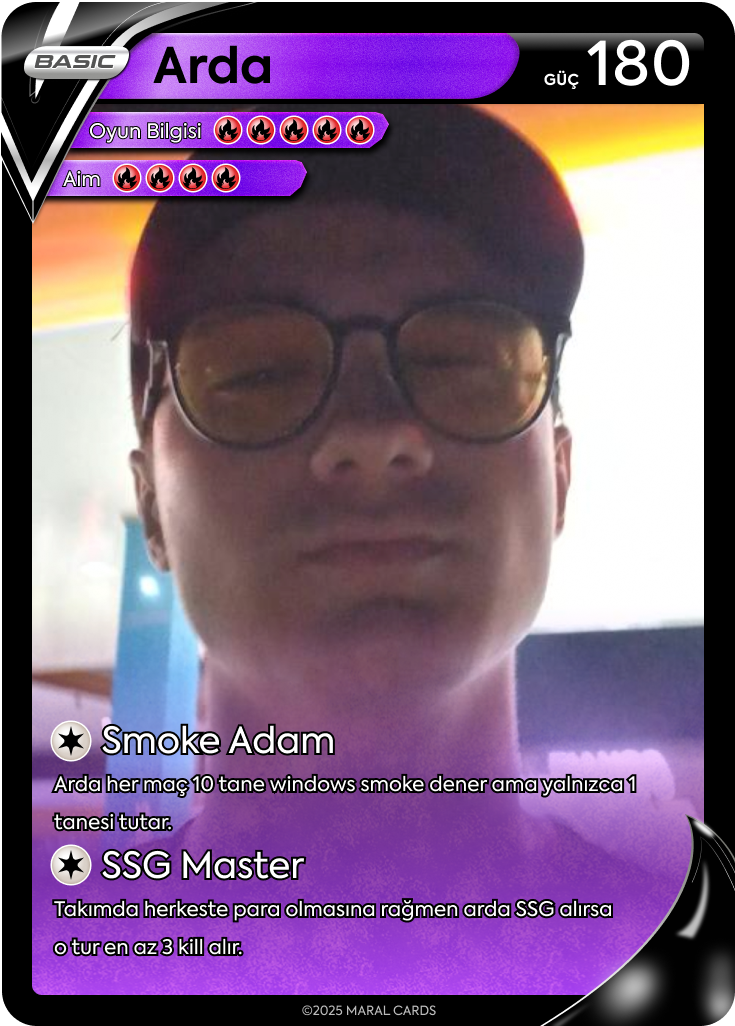 BASIC
Arda
GÜÇ 180
Oyun Bilgisi
Aim
Smoke Adam
Arda her maç 10 tane windows smoke dener ama yalnızca 1
tanesi tutar.
SSG Master
Takımda herkeste para olmasına rağmen arda SSG alırsa
o tur en az 3 kill alır.
©2025 MARAL CARDS